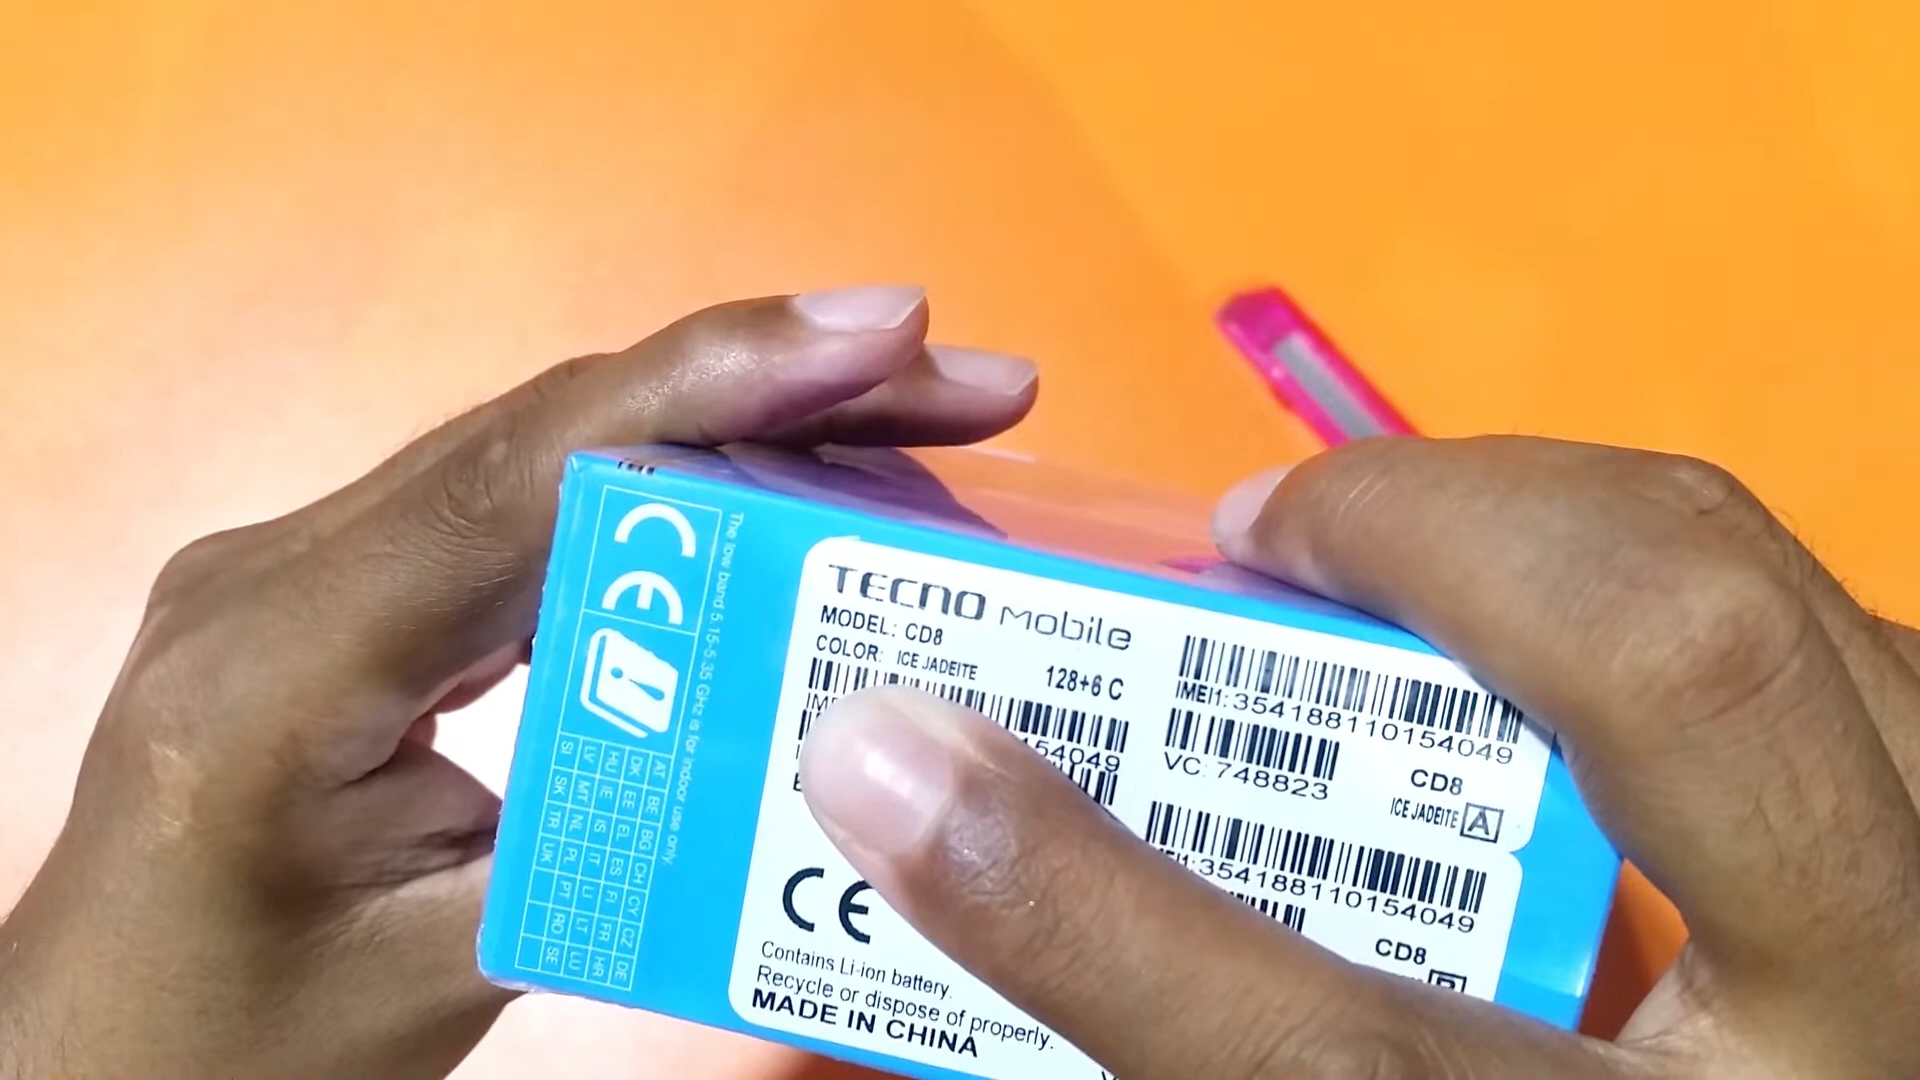 CE
CE
The low band 5.15-5.35 GHz is for indoor use only.
AT BE BG CH CY CZ DE
DK EE EL ES FI FR HR
HU IE IS IT LI LT LU
LV MT NL PL PT RO SE
SI SK TR UK
TECNO mobile
MODEL: CD8
COLOR: ICE JADEITE
128+6 C
154049
CE
Contains Li-ion battery.
Recycle or dispose of properly.
MADE IN CHINA
IMEI1: 354188110154049
VC: 748823
CD8
ICE JADEITE A
354188110154049
CD8